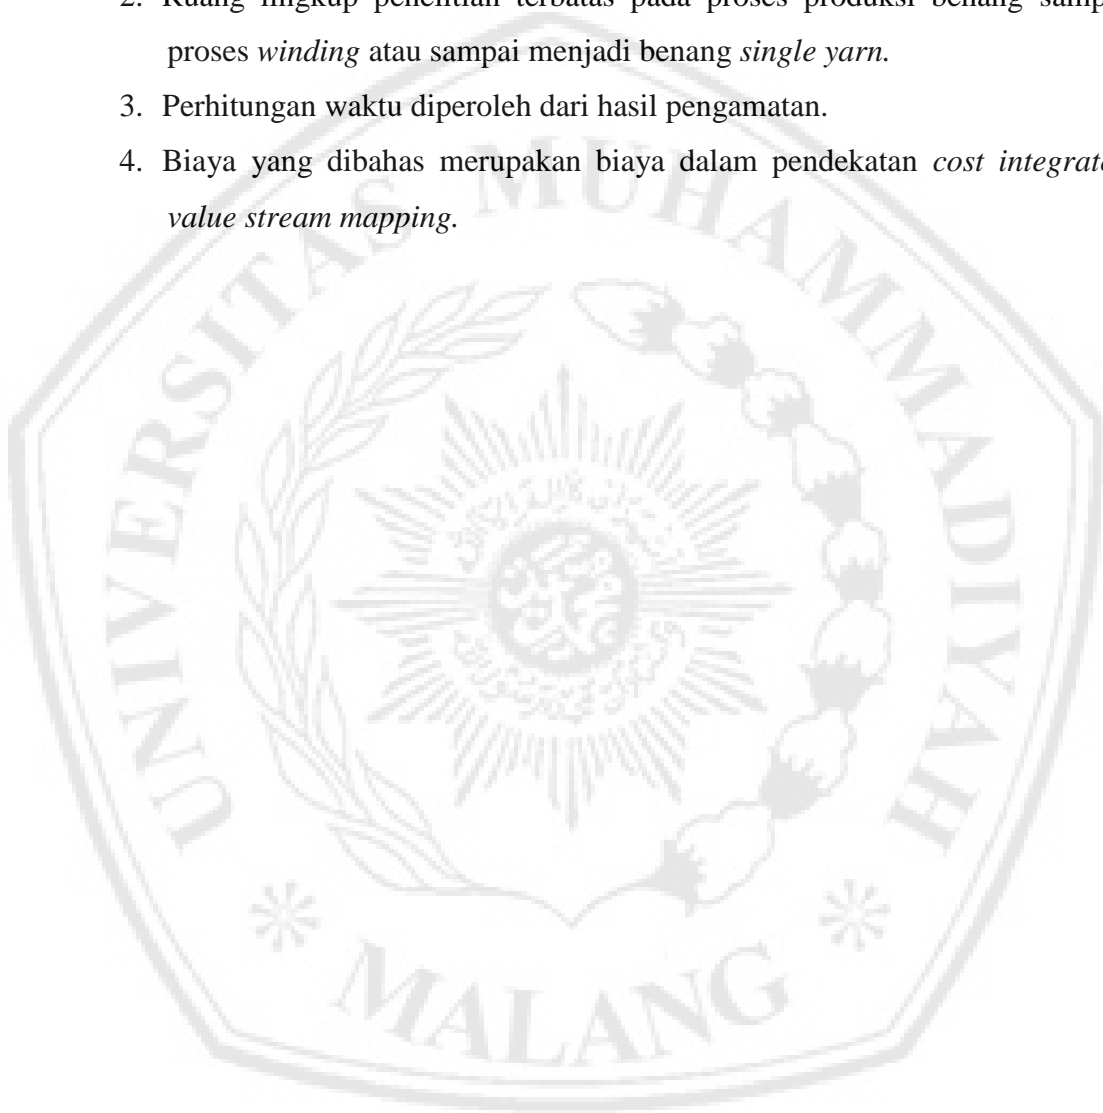 2. Ruang lingkup penelitian terbatas pada proses produksi benang samp
proses winding atau sampai menjadi benang single yarn.
3. Perhitungan waktu diperoleh dari hasil pengamatan.
4. Biaya yang dibahas merupakan biaya dalam pendekatan cost integrate
value stream mapping.
UNIVERSITAS MUHAMMADIYAH
MALANG